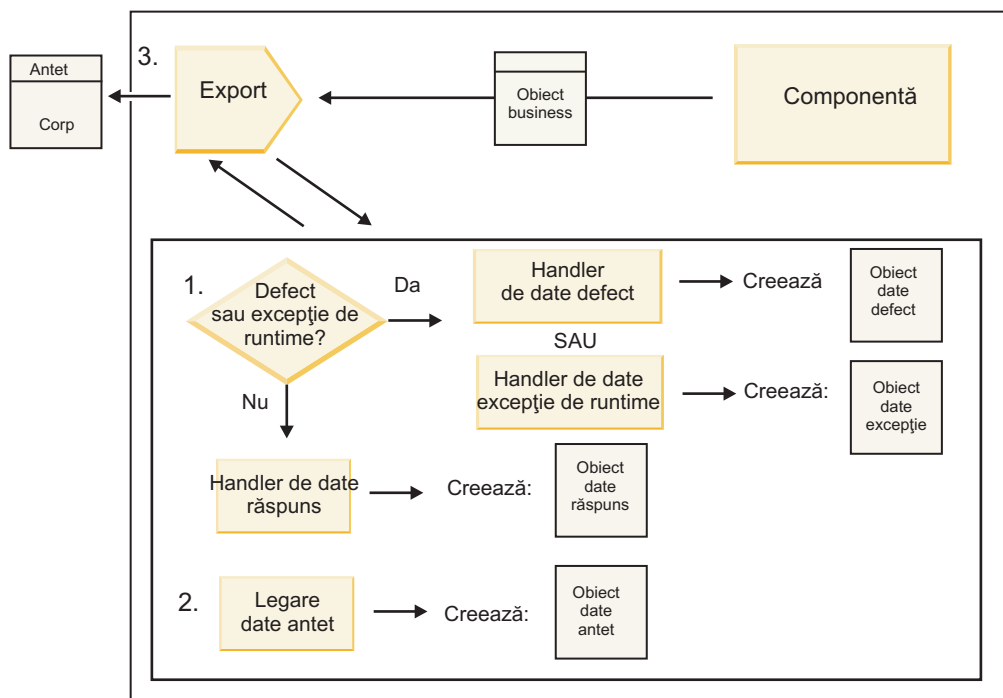 3.
Antet
Corp
Export
Obiect
business
Componentă
1.
Defect
sau excepţie de
runtime?
Da
Nu
Handler
de date defect
Creează
Obiect
date
defect
SAU
Handler de date
excepţie de runtime
Creează:
Obiect
date
excepţie
Handler de date
răspuns
Creează:
Obiect
date
răspuns
2.
Legare
date antet
Creează:
Obiect
date
antet